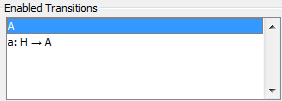 Enabled Transitions
A
a: H → A